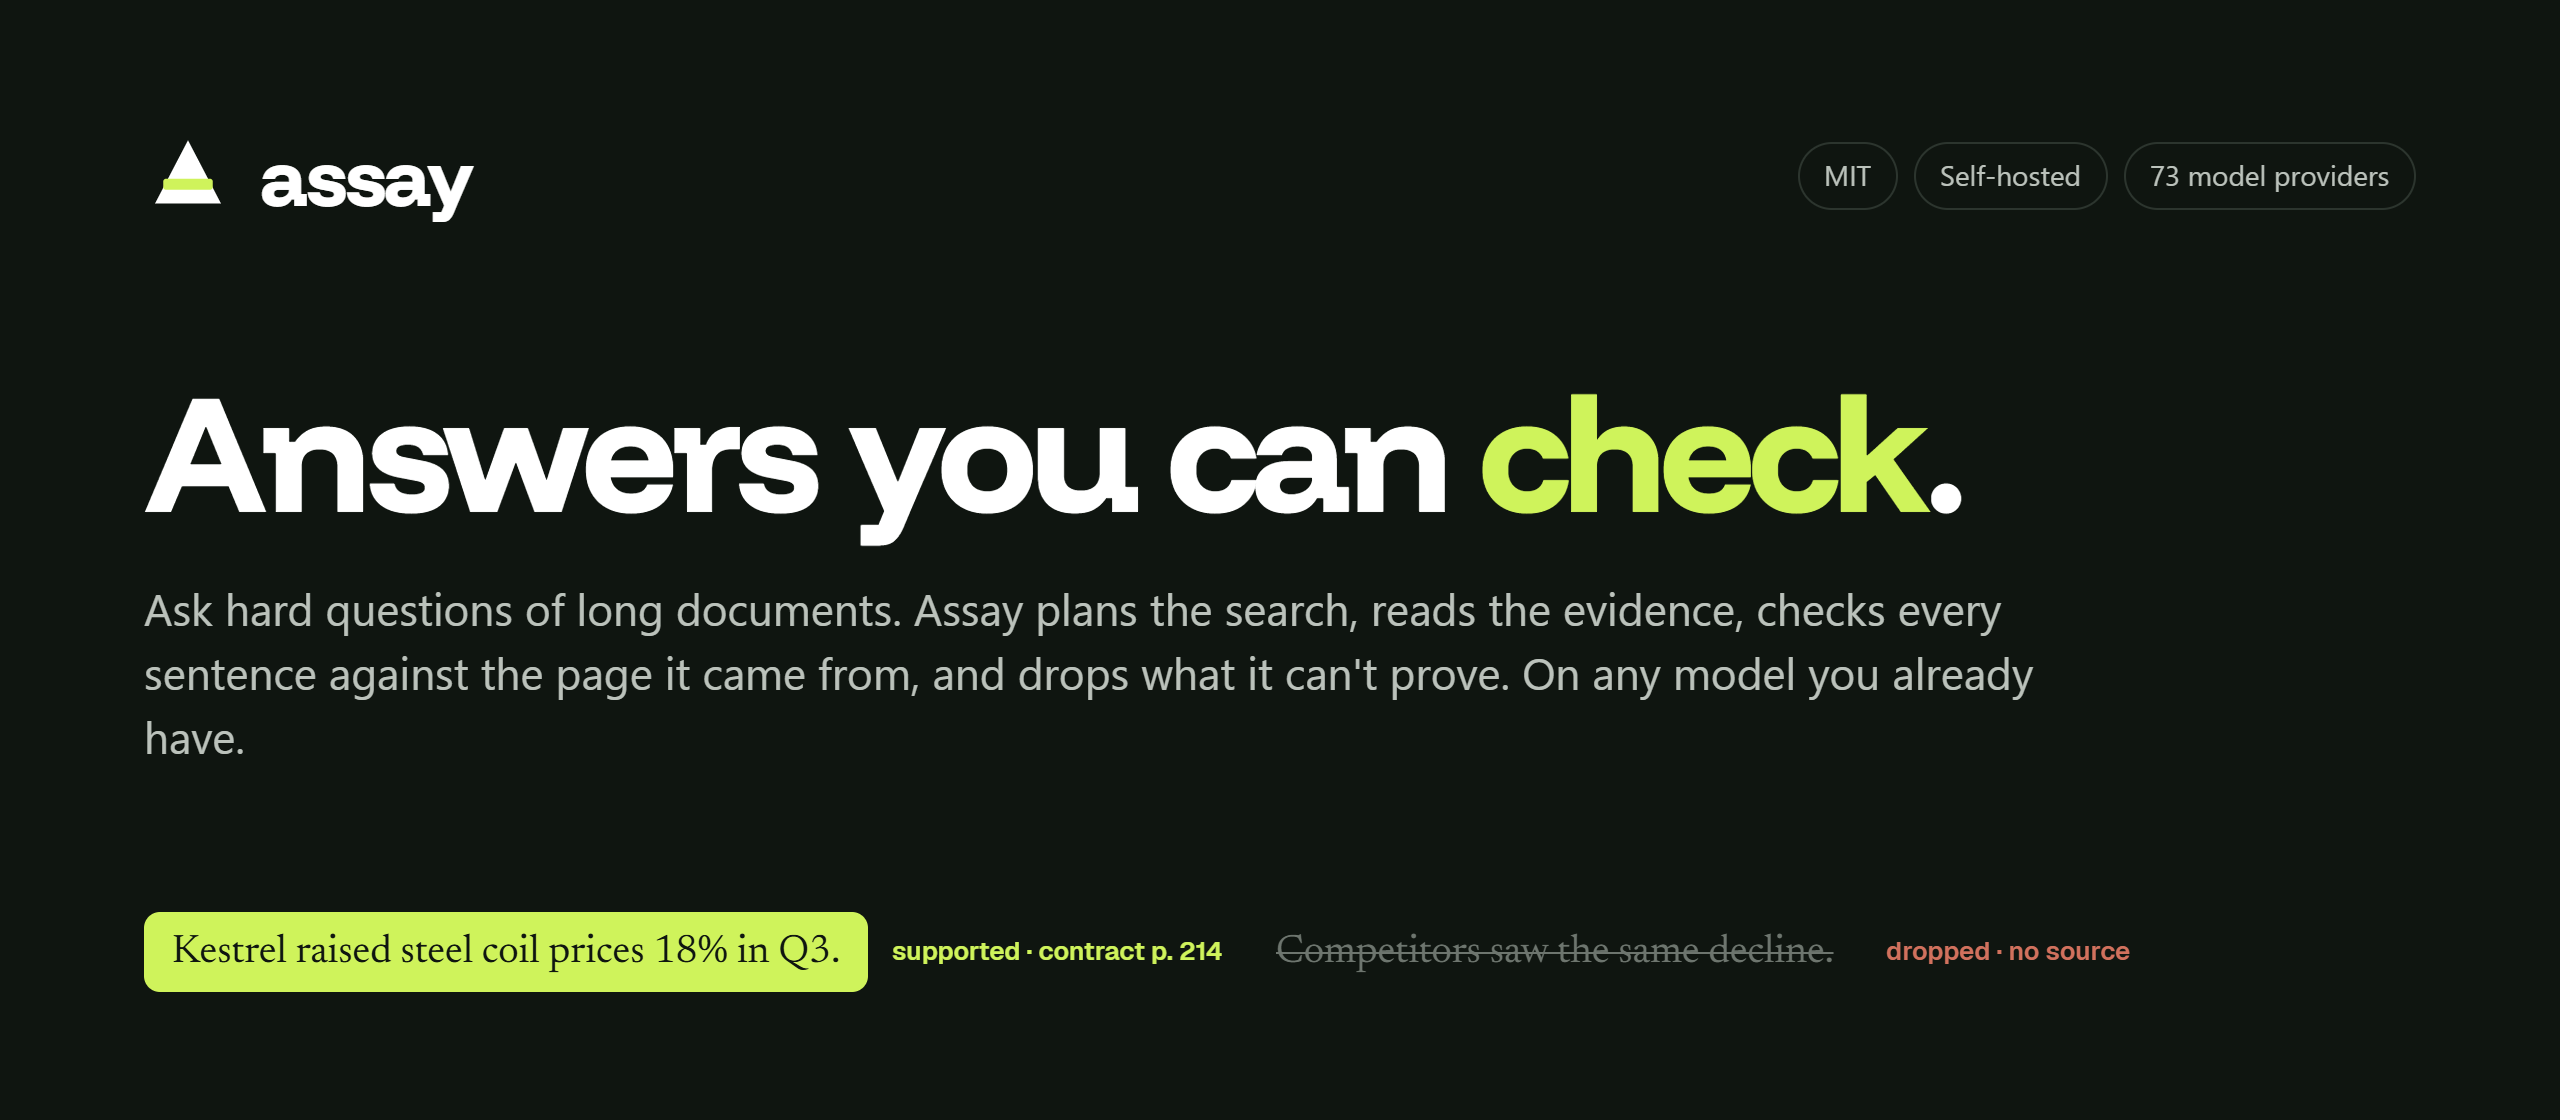 assay
MIT
Self-hosted
73 model providers
Answers you can check.
Ask hard questions of long documents. Assay plans the search, reads the evidence, checks every
sentence against the page it came from, and drops what it can't prove. On any model you already
have.
Kestrel raised steel coil prices 18% in Q3.
supported · contract p. 214
Competitors saw the same decline.
dropped · no source